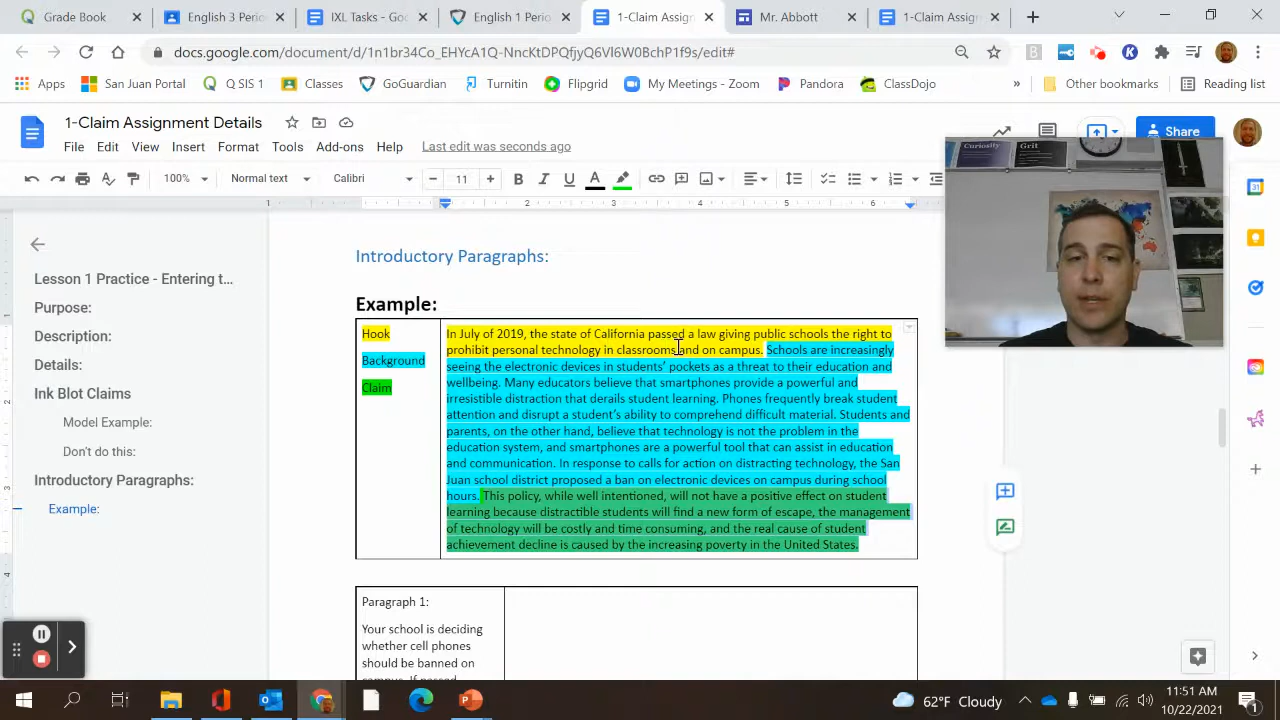 Grade Book
English 3 Perio
IXL Tasks - Goo
English 1 Perio
1-Claim Assignm
Mr. Abbott
1-Claim Assign
docs.google.com/document/d/1n1br34Co_EHYcA1O-NncKtDPQfjyQ6Vl6W0BchP1f9s/edit#
Apps
San Juan Portal
Q SIS 1
Classes
GoGuardian
Turnitin
Flipgrid
My Meetings - Zoom
Pandora
ClassDojo
»
Other bookmarks
Reading list
1-Claim Assignment Details
File Edit View Insert Format Tools Add-ons Help Last edit was seconds ago
Share
Curiosity
Grit
100% Normal text Calibri 11
Introductory Paragraphs:
Lesson 1 Practice - Entering t...
Purpose:
Description:
Details:
Ink Blot Claims
Model Example:
Don't do this:
Introductory Paragraphs:
Example:
Example:
Hook
Background
Claim
In July of 2019, the state of California passed a law giving public schools the right to
prohibit personal technology in classrooms and on campus. Schools are increasingly
seeing the electronic devices in students' pockets as a threat to their education and
wellbeing. Many educators believe that smartphones provide a powerful and
irresistible distraction that derails student learning. Phones frequently break student
attention and disrupt a student's ability to comprehend difficult material. Students and
parents, on the other hand, believe that technology is not the problem in the
education system, and smartphones are a powerful tool that can assist in education
and communication. In response to calls for action on distracting technology, the San
Juan school district proposed a ban on electronic devices on campus during school
hours. This policy, while well intentioned, will not have a positive effect on student
learning because distractible students will find a new form of escape, the management
of technology will be costly and time consuming, and the real cause of student
achievement decline is caused by the increasing poverty in the United States.
Paragraph 1:
Your school is deciding
whether cell phones
should be banned on
62°F Cloudy
11:51 AM
10/22/2021